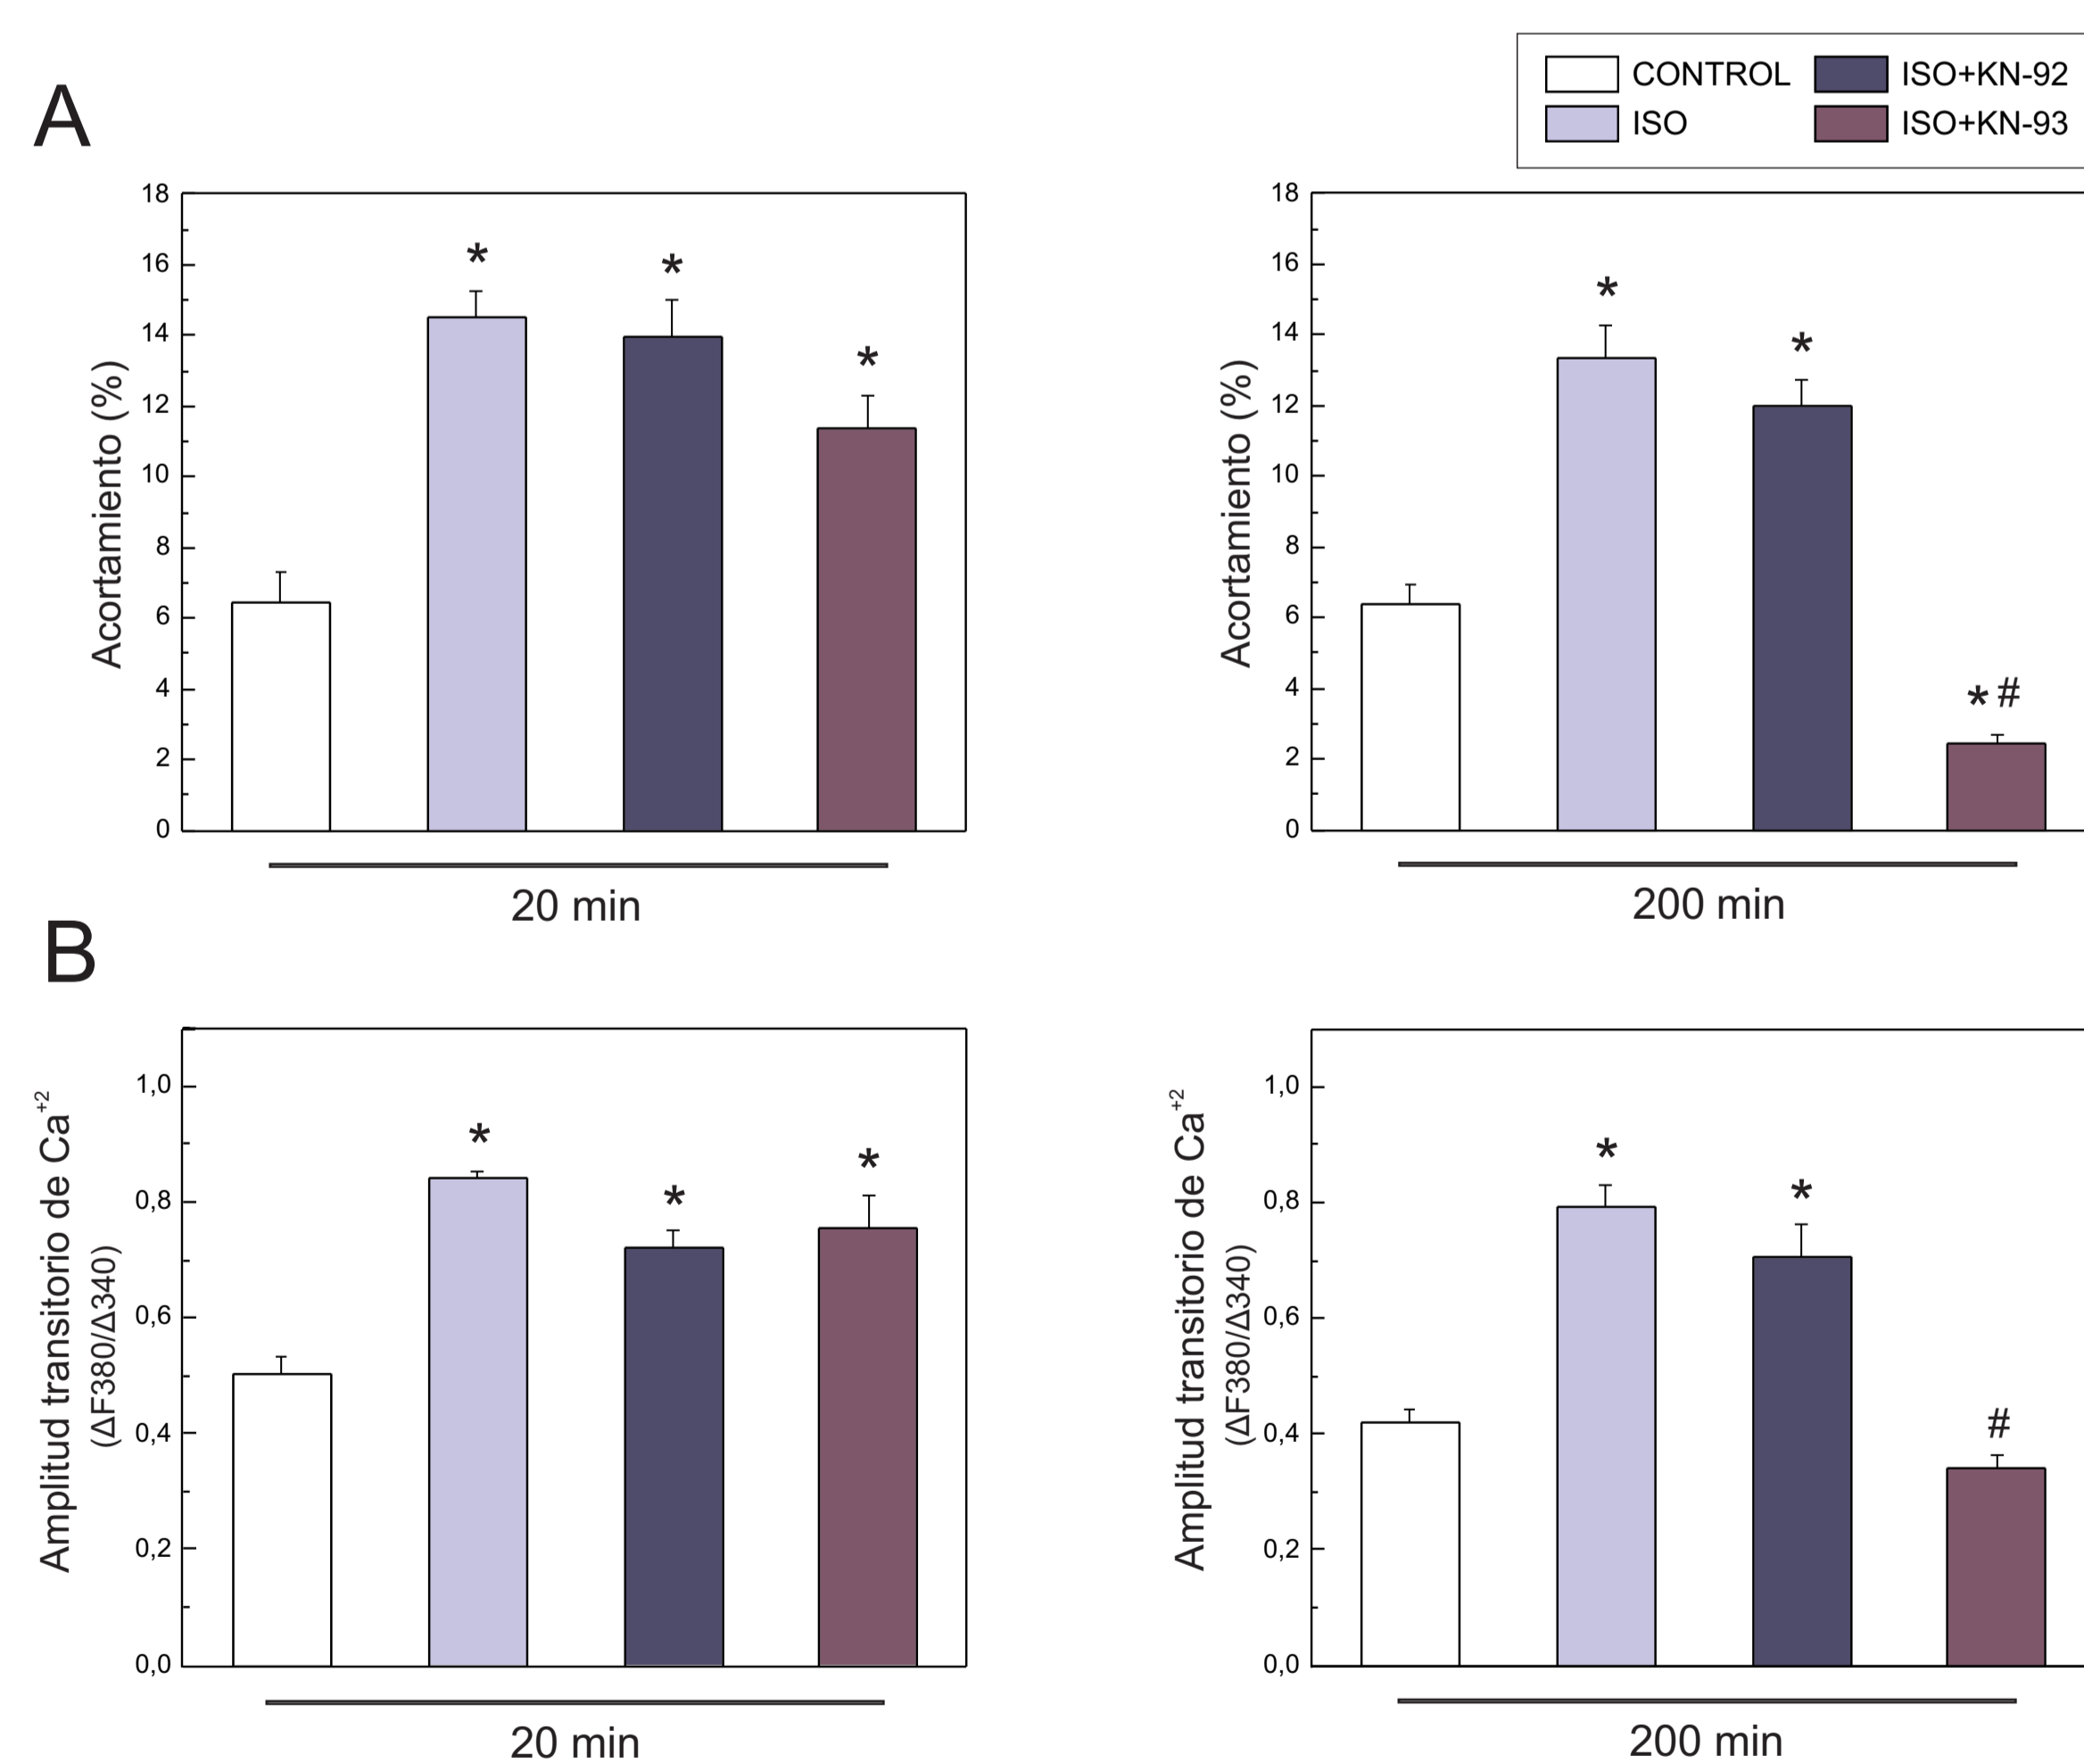 CONTROL
ISO+KN-92
ISO
ISO+KN-93
A
18
16
14
12
10
8
6
4
2
0
Acortamiento (%)
*
*
*
20 min
18
16
14
12
10
8
6
4
2
0
Acortamiento (%)
*
*
* #
200 min
B
1,0
0,8
0,6
0,4
0,2
0,0
Amplitud transitorio de Ca+2
(ΔF380/Δ340)
*
*
*
20 min
1,0
0,8
0,6
0,4
0,2
0,0
Amplitud transitorio de Ca+2
(ΔF380/Δ340)
*
*
#
200 min